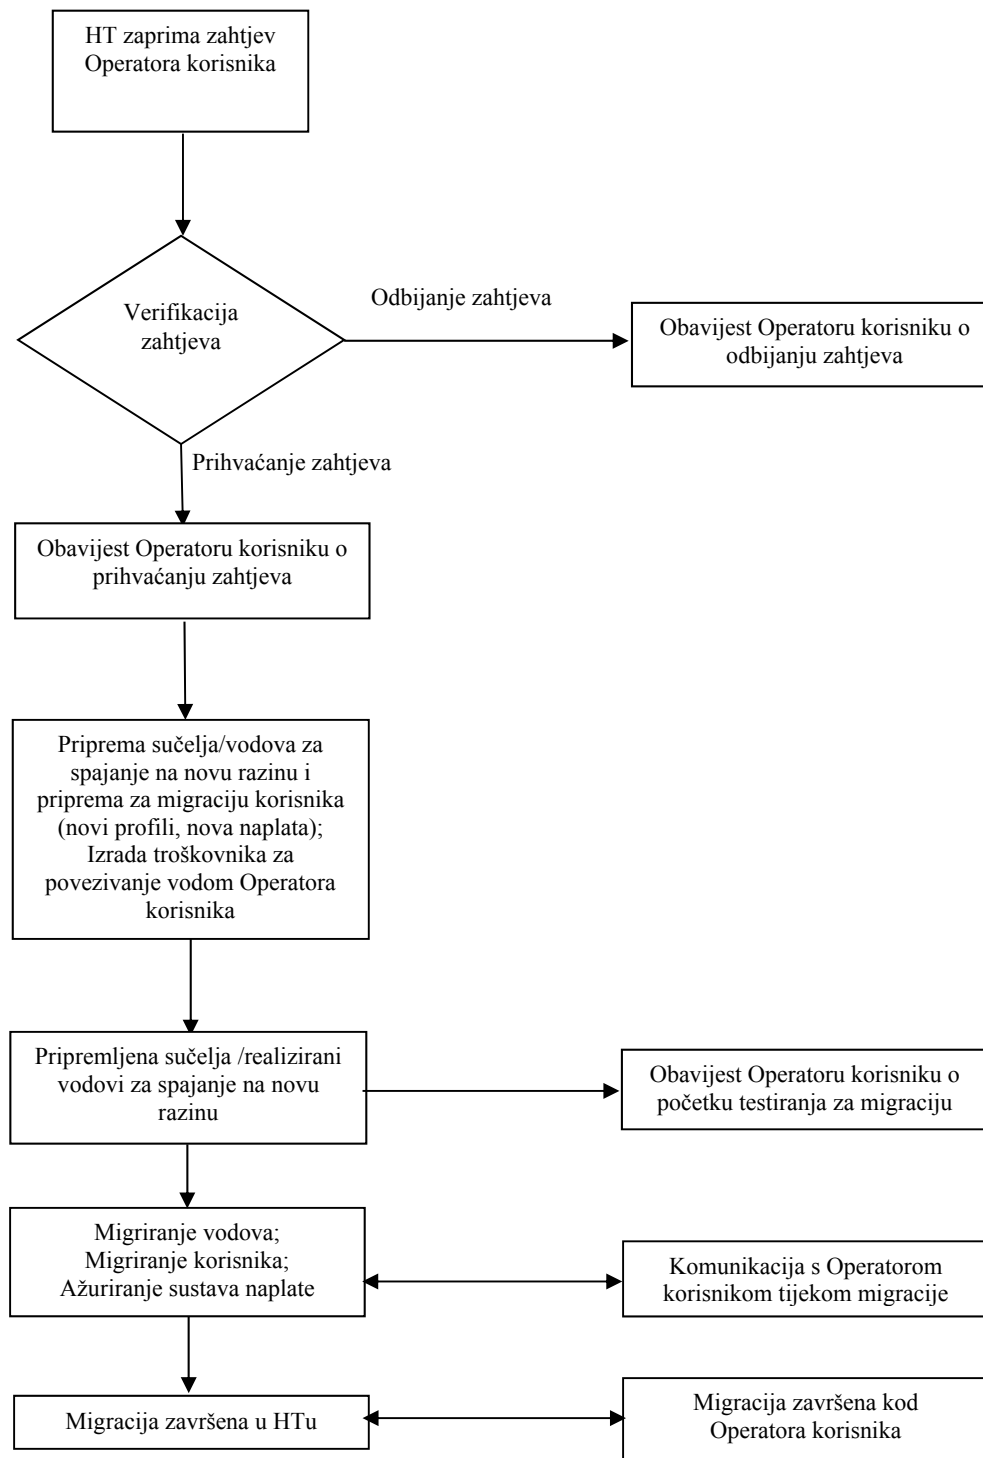 HT zaprima zahtjev
Operatora korisnika
Verifikacija
zahtjeva
Odbijanje zahtjeva
Obavijest Operatoru korisniku o
odbijanju zahtjeva
Prihvaćanje zahtjeva
Obavijest Operatoru korisniku o
prihvaćanju zahtjeva
Priprema sučelja/vodova za
spajanje na novu razinu i
priprema za migraciju korisnika
(novi profili, nova naplata);
Izrada troškovnika za
povezivanje vodom Operatora
korisnika
Pripremljena sučelja /realizirani
vodovi za spajanje na novu
razinu
Obavijest Operatoru korisniku o
početku testiranja za migraciju
Migriranje vodova;
Migriranje korisnika;
Ažuriranje sustava naplate
Komunikacija s Operatorom
korisnikom tijekom migracije
Migracija završena u HTu
Migracija završena kod
Operatora korisnika